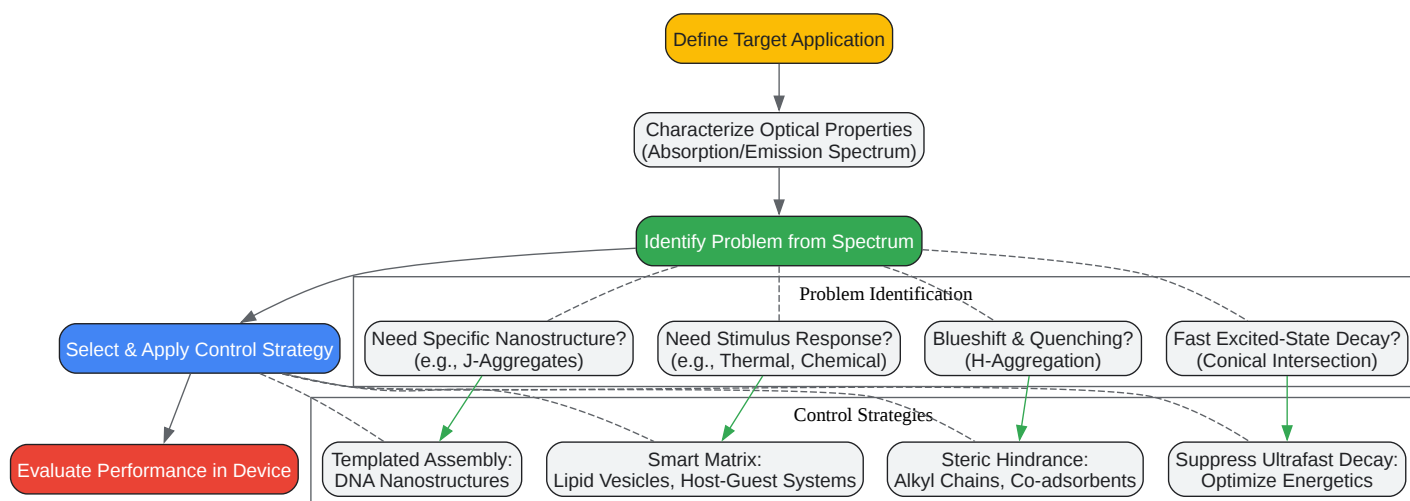 Define Target Application
Characterize Optical Properties
(Absorption/Emission Spectrum)
Identify Problem from Spectrum
Problem Identification
Select & Apply Control Strategy
Need Specific Nanostructure?
(e.g., J-Aggregates)
Need Stimulus Response?
(e.g., Thermal, Chemical)
Blueshift & Quenching?
(H-Aggregation)
Fast Excited-State Decay?
(Conical Intersection)
Control Strategies
Evaluate Performance in Device
Templated Assembly:
DNA Nanostructures
Smart Matrix:
Lipid Vesicles, Host-Guest Systems
Steric Hindrance:
Alkyl Chains, Co-adsorbents
Suppress Ultrafast Decay:
Optimize Energetics